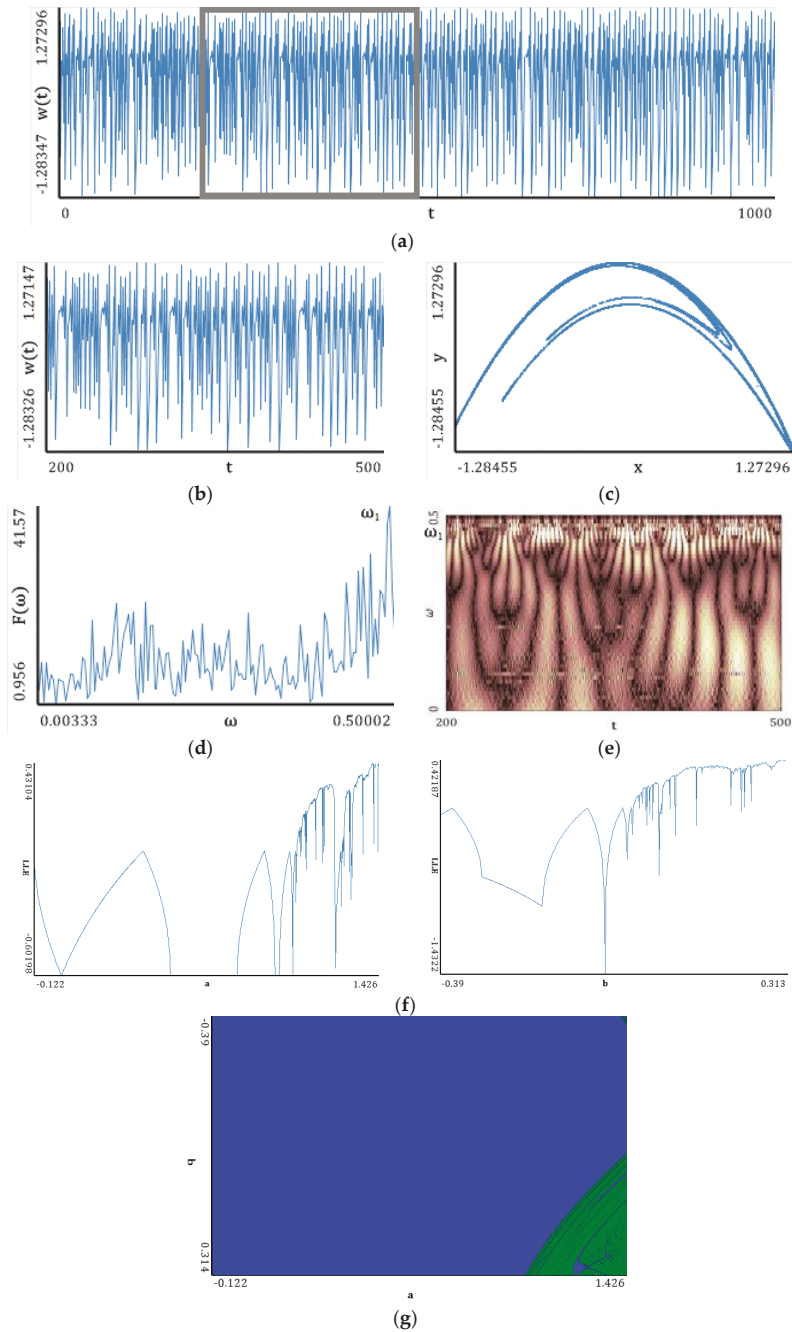 1.27296
w(t)
-1.28347
0
t
1000
(a)
1.27147
w(t)
-1.28326
200
t
500
(b)
1.27296
y
-1.28455
-1.28455
x
1.27296
(c)
41.57
F(ω)
0.956
ω1
0.00333
ω
0.50002
(d)
0.5
ω1
ω
0
200
t
500
(e)
0.43104
LLE
-0.60198
-0.122
a
1.426
0.42187
LLE
-1.4322
-0.39
b
0.313
(f)
-0.39
b
0.314
-0.122
a
1.426
(g)